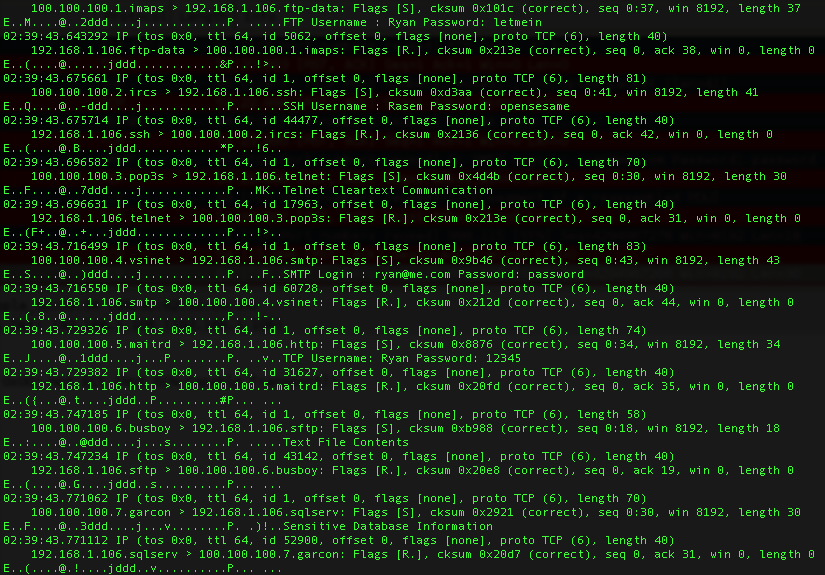 100.100.100.1.imaps > 192.168.1.106.ftp-data: Flags [S], cksum 0x101c (correct), seq 0:37, win 8192, length 37
E..M....@..2ddd....j.............P. .....FTP Username : Ryan Password: letmein
02:39:43.643292 IP (tos 0x0, ttl 64, id 5062, offset 0, flags [none], proto TCP (6), length 40)
192.168.1.106.ftp-data > 100.100.100.1.imaps: Flags [R.], cksum 0x213e (correct), seq 0, ack 38, win 0, length 0
E..(....@......jddd............&P...!>..
02:39:43.675661 IP (tos 0x0, ttl 64, id 1, offset 0, flags [none], proto TCP (6), length 81)
100.100.100.2.ircs > 192.168.1.106.ssh: Flags [S], cksum 0xd3aa (correct), seq 0:41, win 8192, length 41
E..Q....@..-ddd....j.............P. .....SSH Username : Rasem Password: opensesame
02:39:43.675714 IP (tos 0x0, ttl 64, id 44477, offset 0, flags [none], proto TCP (6), length 40)
192.168.1.106.ssh > 100.100.100.2.ircs: Flags [R.], cksum 0x2136 (correct), seq 0, ack 42, win 0, length 0
E..(....@.B....jddd............*P...!6..
02:39:43.696582 IP (tos 0x0, ttl 64, id 1, offset 0, flags [none], proto TCP (6), length 70)
100.100.100.3.pop3s > 192.168.1.106.telnet: Flags [S], cksum 0x4d4b (correct), seq 0:30, win 8192, length 30
E..F....@..7ddd....j.............P. .MK..Telnet Cleartext Communication
02:39:43.696631 IP (tos 0x0, ttl 64, id 17963, offset 0, flags [none], proto TCP (6), length 40)
192.168.1.106.telnet > 100.100.100.3.pop3s: Flags [R.], cksum 0x213e (correct), seq 0, ack 31, win 0, length 0
E..(F+..@..+...jddd.............P...!>..
02:39:43.716499 IP (tos 0x0, ttl 64, id 1, offset 0, flags [none], proto TCP (6), length 83)
100.100.100.4.vsinet > 192.168.1.106.smtp: Flags [S], cksum 0x9b46 (correct), seq 0:43, win 8192, length 43
E..S....@..)ddd....j.............P. ...F..SMTP Login : ryan@me.com Password: password
02:39:43.716550 IP (tos 0x0, ttl 64, id 60728, offset 0, flags [none], proto TCP (6), length 40)
192.168.1.106.smtp > 100.100.100.4.vsinet: Flags [R.], cksum 0x212d (correct), seq 0, ack 44, win 0, length 0
E..(.8..@......jddd............,P...!-..
02:39:43.729326 IP (tos 0x0, ttl 64, id 1, offset 0, flags [none], proto TCP (6), length 74)
100.100.100.5.maitrd > 192.168.1.106.http: Flags [S], cksum 0x8876 (correct), seq 0:34, win 8192, length 34
E..J....@..1ddd....j...P........P. ..v..TCP Username: Ryan Password: 12345
02:39:43.729382 IP (tos 0x0, ttl 64, id 31627, offset 0, flags [none], proto TCP (6), length 40)
192.168.1.106.http > 100.100.100.5.maitrd: Flags [R.], cksum 0x20fd (correct), seq 0, ack 35, win 0, length 0
E..({...@.t....jddd..P.........#P... ...
02:39:43.747185 IP (tos 0x0, ttl 64, id 1, offset 0, flags [none], proto TCP (6), length 58)
100.100.100.6.busboy > 192.168.1.106.sftp: Flags [S], cksum 0xb988 (correct), seq 0:18, win 8192, length 18
E..:....@..@ddd....j...s........P. .....Text File Contents
02:39:43.747234 IP (tos 0x0, ttl 64, id 43142, offset 0, flags [none], proto TCP (6), length 40)
192.168.1.106.sftp > 100.100.100.6.busboy: Flags [R.], cksum 0x20e8 (correct), seq 0, ack 19, win 0, length 0
E..(....@.G....jddd..s..........P... ...
02:39:43.771062 IP (tos 0x0, ttl 64, id 1, offset 0, flags [none], proto TCP (6), length 70)
100.100.100.7.garcon > 192.168.1.106.sqlserv: Flags [S], cksum 0x2921 (correct), seq 0:30, win 8192, length 30
E..F....@..3ddd....j...v........P. .)!..Sensitive Database Information
02:39:43.771112 IP (tos 0x0, ttl 64, id 52900, offset 0, flags [none], proto TCP (6), length 40)
192.168.1.106.sqlserv > 100.100.100.7.garcon: Flags [R.], cksum 0x20d7 (correct), seq 0, ack 31, win 0, length 0
E..(....@.!....jddd..v..........P... ...